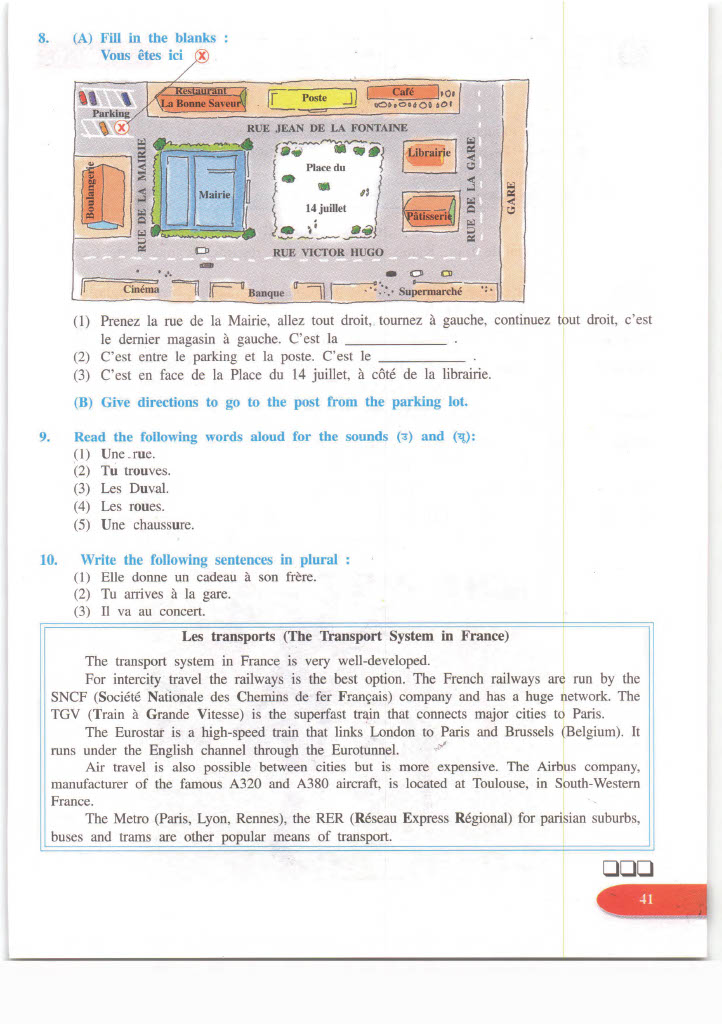 8. (A) Fill in the blanks :
Vous êtes ici X
Restaurant
La Bonne Saveur
Poste
Café
Parking
X
RUE JEAN DE LA FONTAINE
Boulangerie
RUE DE LA MAIRIE
Mairie
Place du
14 juillet
Librairie
Pâtisserie
RUE DE LA GARE
GARE
RUE VICTOR HUGO
Cinéma
Banque
Supermarché
(1) Prenez la rue de la Mairie, allez tout droit, tournez à gauche, continuez tout droit, c'est
le dernier magasin à gauche. C'est la ____________ .
(2) C'est entre le parking et la poste. C'est le ____________ .
(3) C'est en face de la Place du 14 juillet, à côté de la librairie.
(B) Give directions to go to the post from the parking lot.
9. Read the following words aloud for the sounds (उ) and (यू):
(1) Une rue.
(2) Tu trouves.
(3) Les Duval.
(4) Les roues.
(5) Une chaussure.
10. Write the following sentences in plural :
(1) Elle donne un cadeau à son frère.
(2) Tu arrives à la gare.
(3) Il va au concert.
Les transports (The Transport System in France)
The transport system in France is very well-developed.
For intercity travel the railways is the best option. The French railways are run by the
SNCF (Société Nationale des Chemins de fer Français) company and has a huge network. The
TGV (Train à Grande Vitesse) is the superfast train that connects major cities to Paris.
The Eurostar is a high-speed train that links London to Paris and Brussels (Belgium). It
runs under the English channel through the Eurotunnel.
Air travel is also possible between cities but is more expensive. The Airbus company,
manufacturer of the famous A320 and A380 aircraft, is located at Toulouse, in South-Western
France.
The Metro (Paris, Lyon, Rennes), the RER (Réseau Express Régional) for parisian suburbs,
buses and trams are other popular means of transport.
41